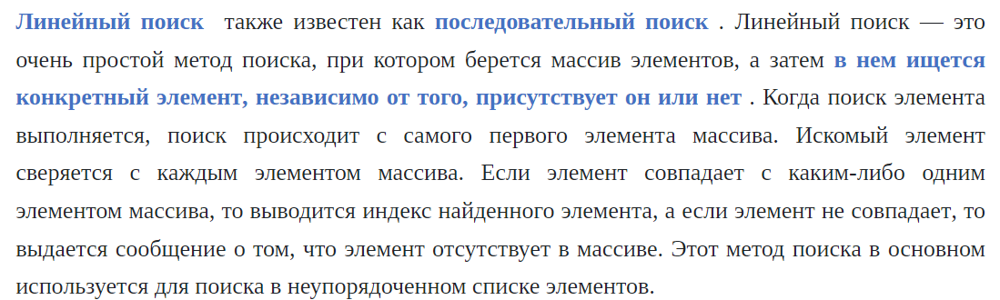 Линейный поиск также известен как последовательный поиск . Линейный поиск — это
очень простой метод поиска, при котором берется массив элементов, а затем в нем ищется
конкретный элемент, независимо от того, присутствует он или нет . Когда поиск элемента
выполняется, поиск происходит с самого первого элемента массива. Искомый элемент
сверяется с каждым элементом массива. Если элемент совпадает с каким-либо одним
элементом массива, то выводится индекс найденного элемента, а если элемент не совпадает, то
выдается сообщение о том, что элемент отсутствует в массиве. Этот метод поиска в основном
используется для поиска в неупорядоченном списке элементов.